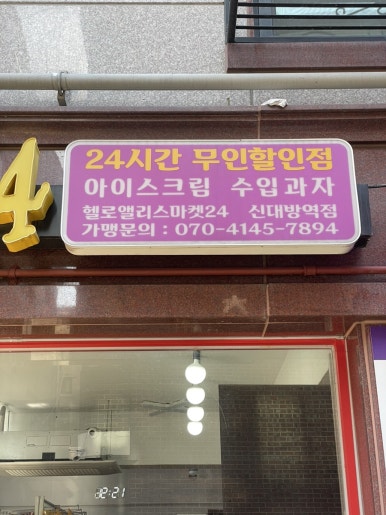 4
24시간 무인할인점
아이스크림 수입과자
헬로앨리스마켓24 신대방역점
가맹문의 : 070-4145-7894
12:21